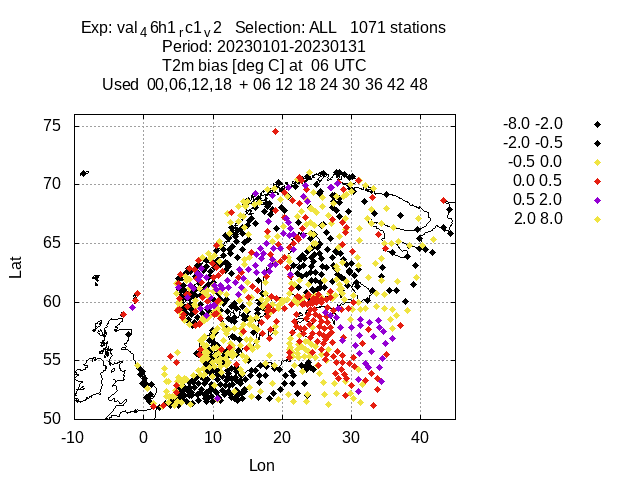 Exp: val_4 6h1_r c1_v 2   Selection: ALL   1071 stations
Period: 20230101-20230131
T2m bias [deg C] at  06 UTC
Used  00,06,12,18  + 06 12 18 24 30 36 42 48
75
70
65
60
55
50
Lat
-10 0 10 20 30 40
Lon
-8.0 -2.0
-2.0 -0.5
-0.5 0.0
0.0 0.5
0.5 2.0
2.0 8.0